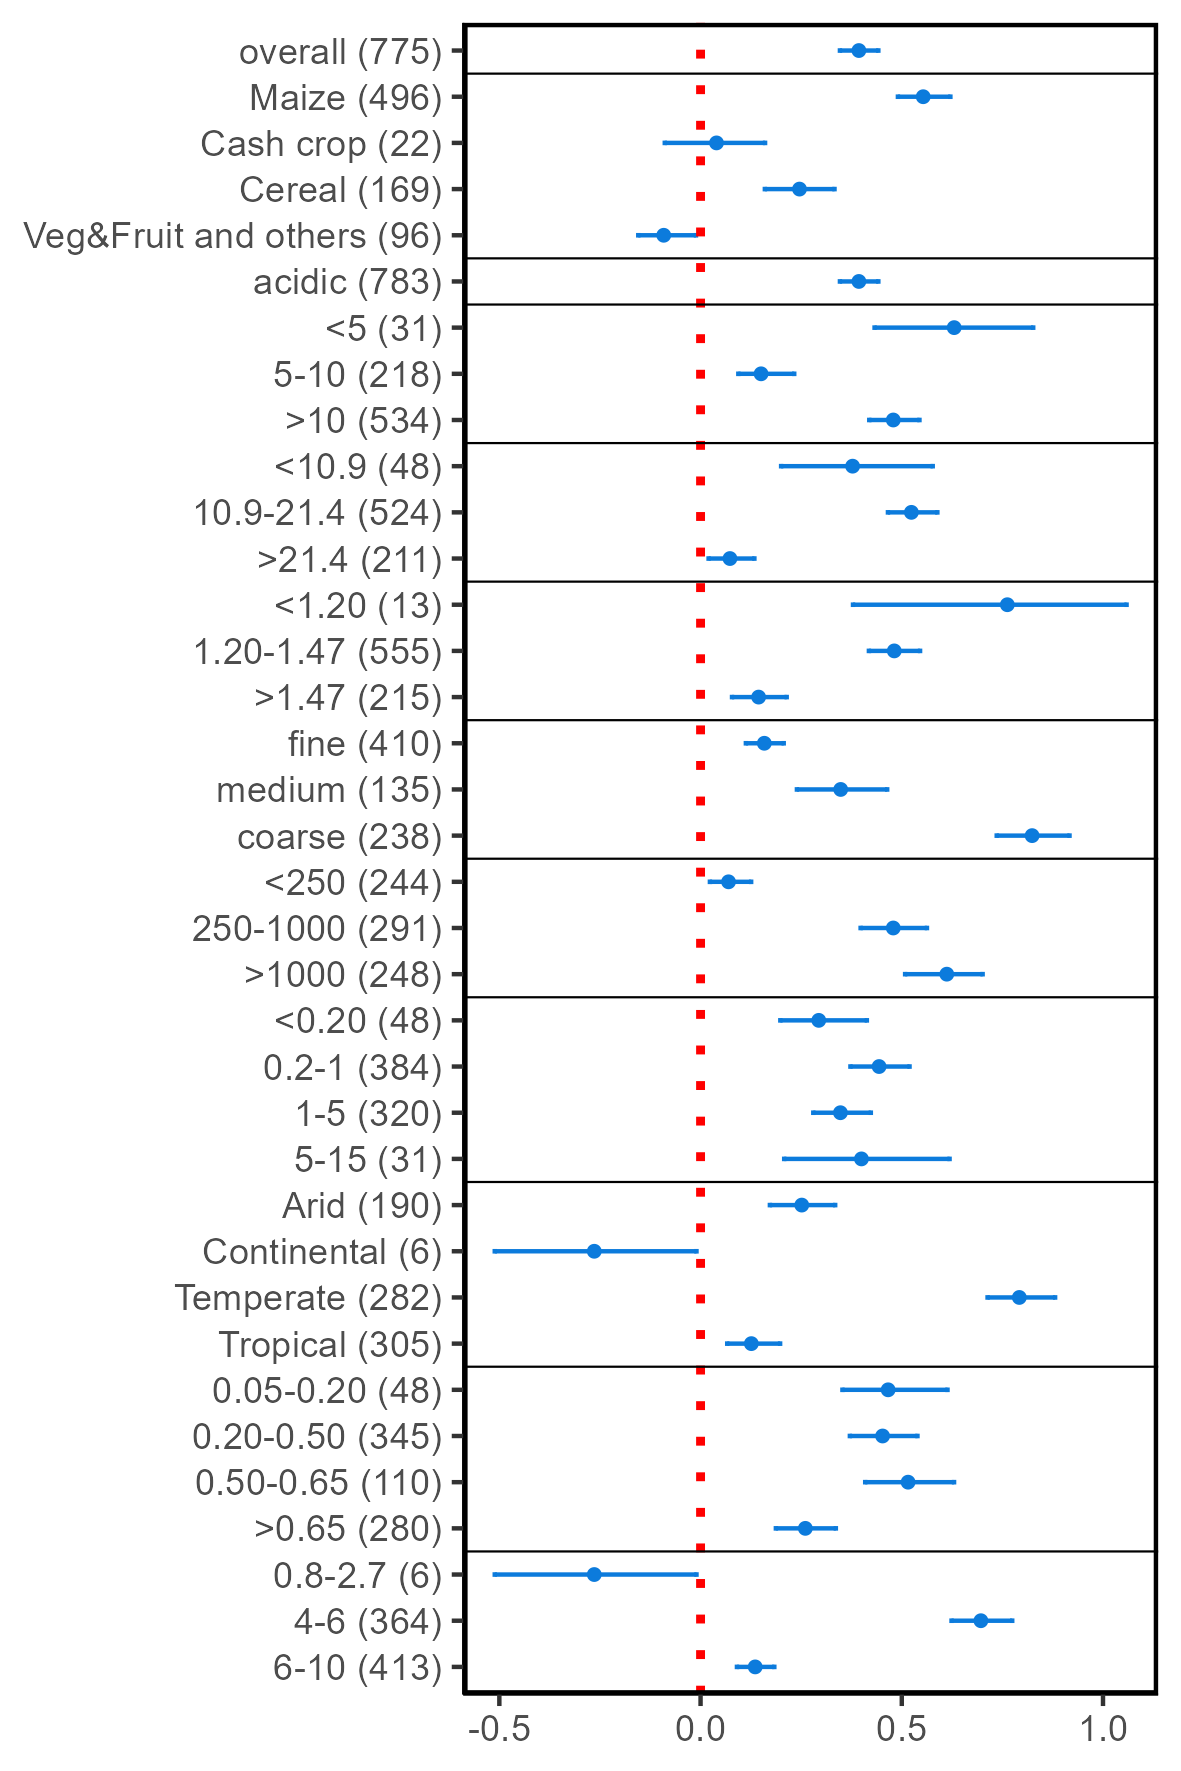 overall (775)
Maize (496)
Cash crop (22)
Cereal (169)
Veg&Fruit and others (96)
acidic (783)
<5 (31)
5-10 (218)
>10 (534)
<10.9 (48)
10.9-21.4 (524)
>21.4 (211)
<1.20 (13)
1.20-1.47 (555)
>1.47 (215)
fine (410)
medium (135)
coarse (238)
<250 (244)
250-1000 (291)
>1000 (248)
<0.20 (48)
0.2-1 (384)
1-5 (320)
5-15 (31)
Arid (190)
Continental (6)
Temperate (282)
Tropical (305)
0.05-0.20 (48)
0.20-0.50 (345)
0.50-0.65 (110)
>0.65 (280)
0.8-2.7 (6)
4-6 (364)
6-10 (413)
-0.5 0.0 0.5 1.0